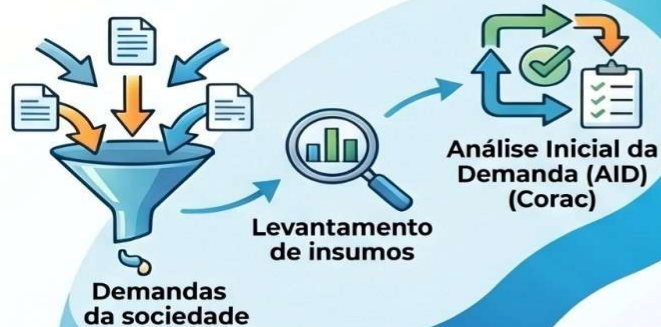 Demandas
da sociedade
Levantamento
de insumos
Análise Inicial da
Demanda (AID)
(Corac)